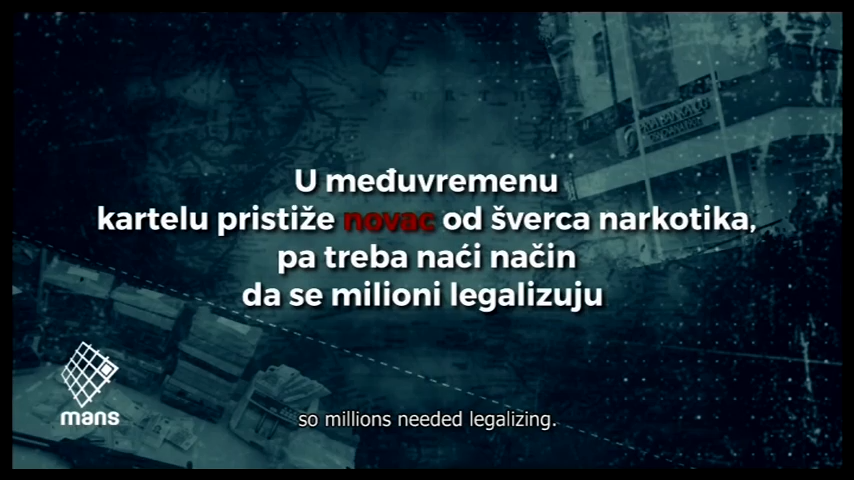 U međuvremenu
kartelu pristiže novac od šverca narkotika,
pa treba naći način
da se milioni legalizuju
mans
so millions needed legalizing.